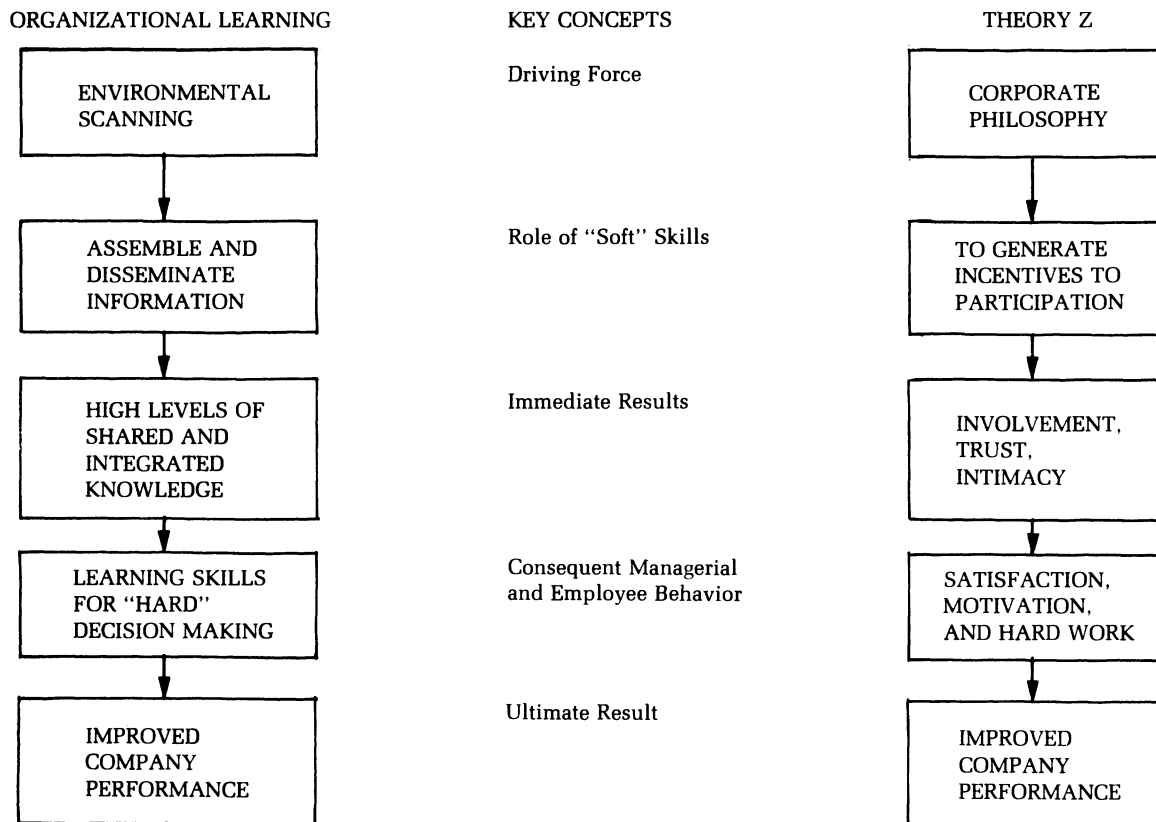 ORGANIZATIONAL LEARNING
KEY CONCEPTS
THEORY Z
ENVIRONMENTAL
SCANNING
Driving Force
CORPORATE
PHILOSOPHY
ASSEMBLE AND
DISSEMINATE
INFORMATION
Role of “Soft” Skills
TO GENERATE
INCENTIVES TO
PARTICIPATION
HIGH LEVELS OF
SHARED AND
INTEGRATED
KNOWLEDGE
Immediate Results
INVOLVEMENT,
TRUST,
INTIMACY
LEARNING SKILLS
FOR “HARD”
DECISION MAKING
Consequent Managerial
and Employee Behavior
SATISFACTION,
MOTIVATION,
AND HARD WORK
IMPROVED
COMPANY
PERFORMANCE
Ultimate Result
IMPROVED
COMPANY
PERFORMANCE